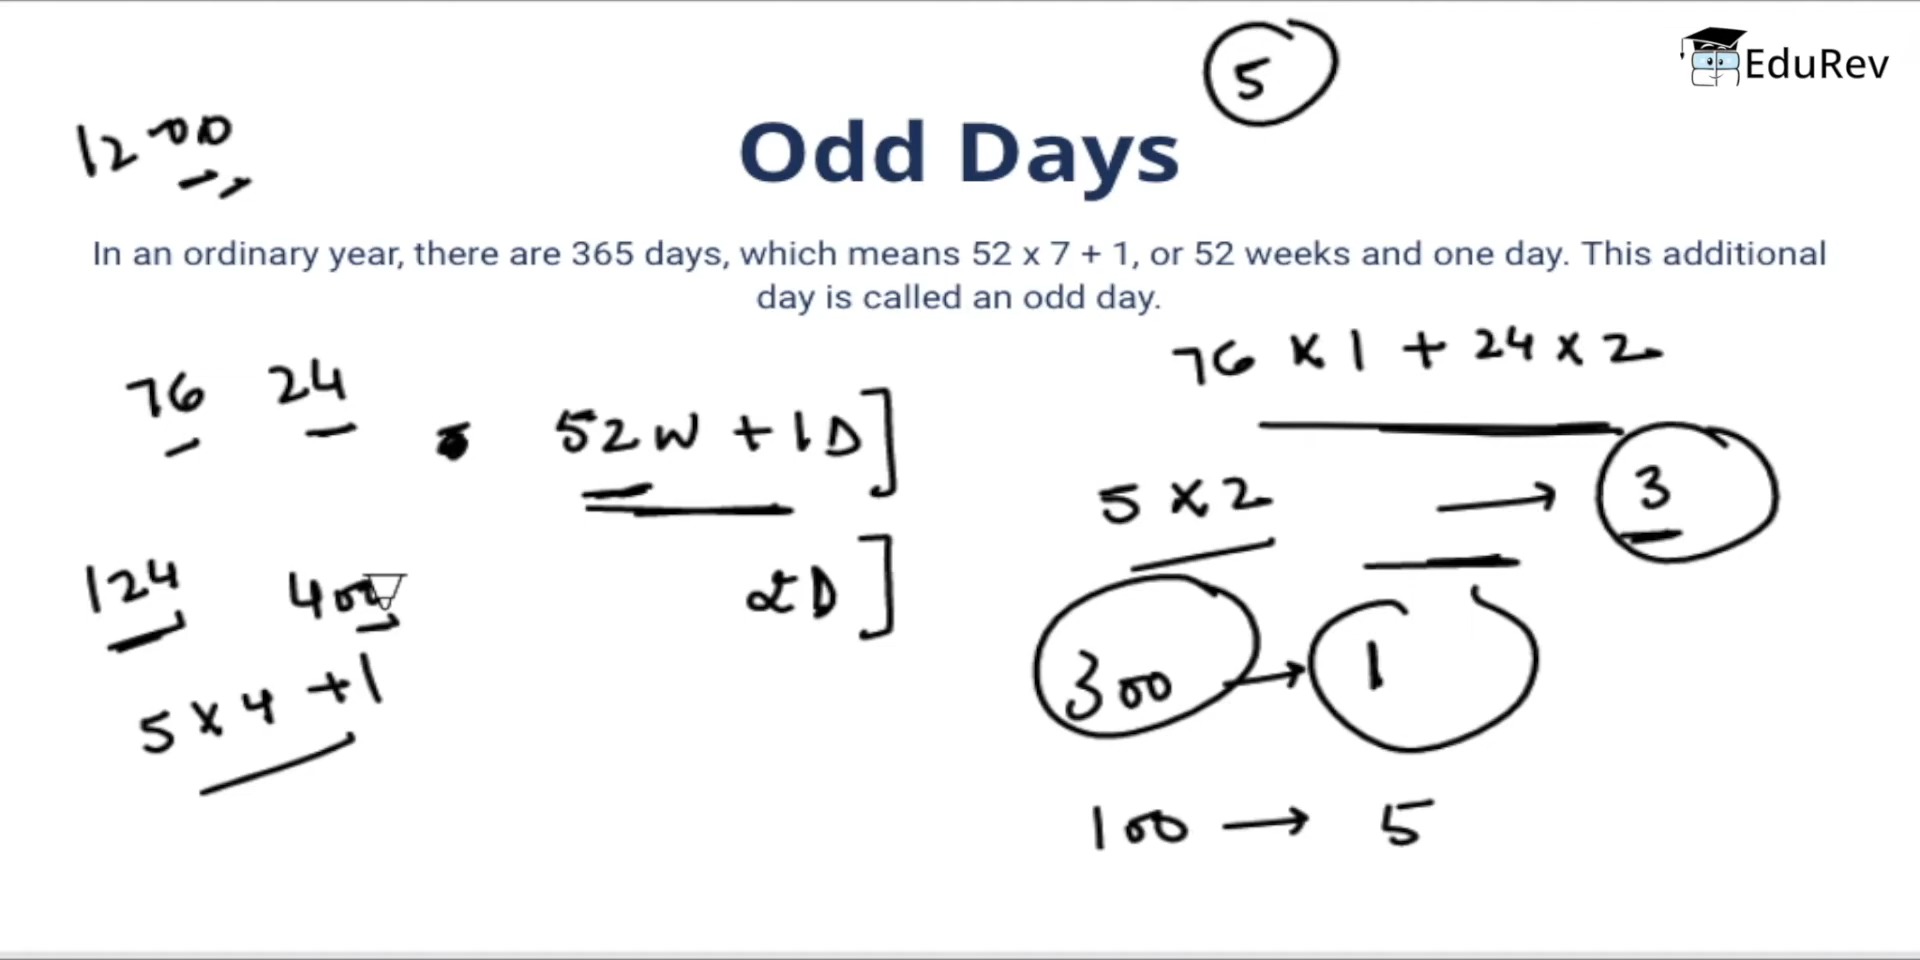 5
EduRev
1200
Odd Days
In an ordinary year, there are 365 days, which means 52 x 7 + 1, or 52 weeks and one day. This additional
day is called an odd day.
76 x 1 + 24 x 2
76 24
52W + 1D]
5 x 2 → 3
124 400
2D]
5 x 4 + 1
300 → 1
100 → 5